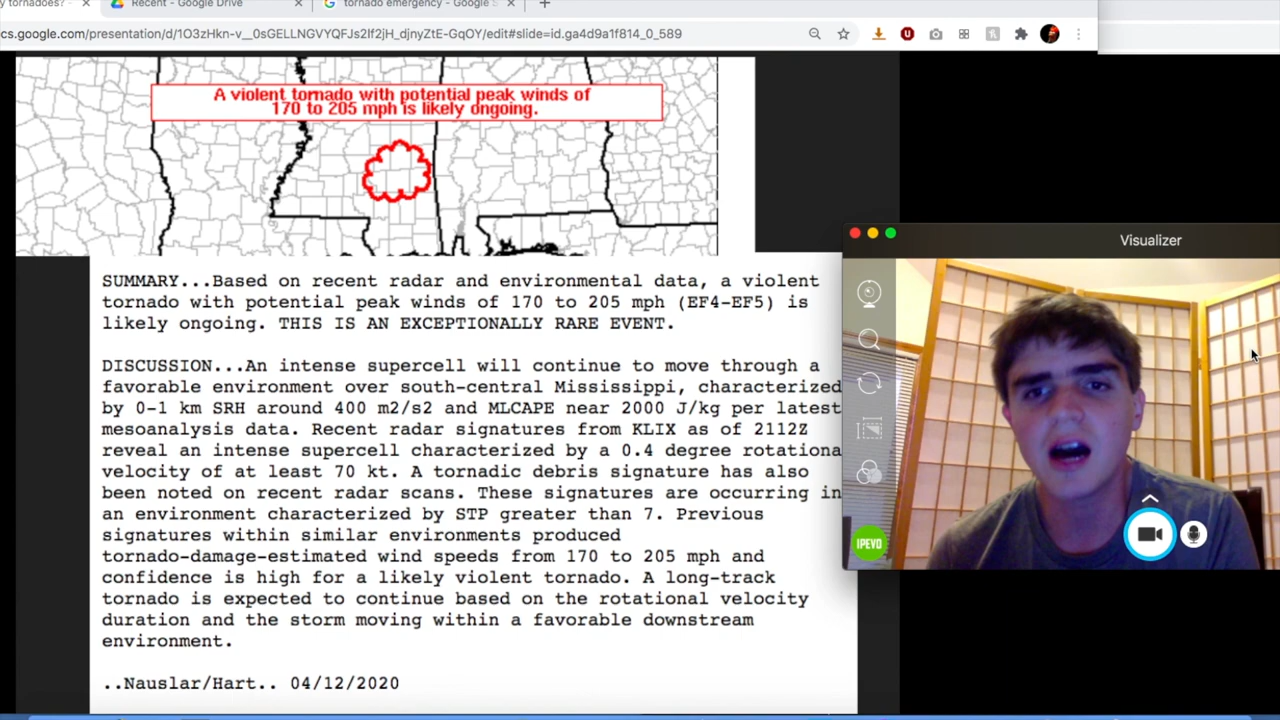 y tornadoes? -
Recent - Google Drive
tornado emergency - Google S
cs.google.com/presentation/d/1O3zHkn-v__0sGELLNGVYQFJs2If2jH_djnyZtE-GqOY/edit#slide=id.ga4d9a1f814_0_589
A violent tornado with potential peak winds of
170 to 205 mph is likely ongoing.
Visualizer
SUMMARY...Based on recent radar and environmental data, a violent
tornado with potential peak winds of 170 to 205 mph (EF4-EF5) is
likely ongoing. THIS IS AN EXCEPTIONALLY RARE EVENT.
DISCUSSION...An intense supercell will continue to move through a
favorable environment over south-central Mississippi, characterized
by 0-1 km SRH around 400 m2/s2 and MLCAPE near 2000 J/kg per latest
mesoanalysis data. Recent radar signatures from KLIX as of 2112Z
reveal an intense supercell characterized by a 0.4 degree rotationa
velocity of at least 70 kt. A tornadic debris signature has also
been noted on recent radar scans. These signatures are occurring in
an environment characterized by STP greater than 7. Previous
signatures within similar environments produced
tornado-damage-estimated wind speeds from 170 to 205 mph and
confidence is high for a likely violent tornado. A long-track
tornado is expected to continue based on the rotational velocity
duration and the storm moving within a favorable downstream
environment.
..Nauslar/Hart.. 04/12/2020
IPEVO